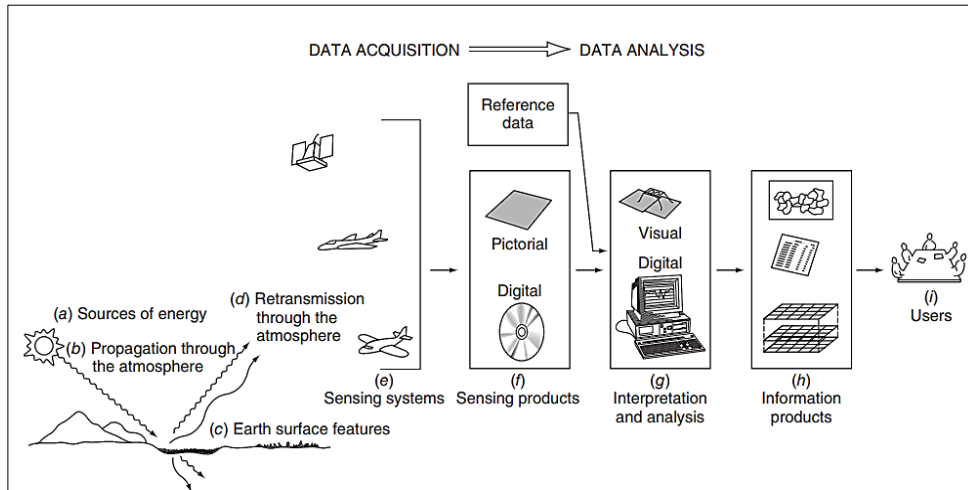 DATA ACQUISITION
DATA ANALYSIS
Reference
data
Pictorial
Digital
Visual
Digital
(a) Sources of energy
(b) Propagation through
the atmosphere
(d) Retransmission
through the
atmosphere
(c) Earth surface features
(e)
Sensing systems
(f)
Sensing products
(g)
Interpretation
and analysis
(h)
Information
products
(i)
Users